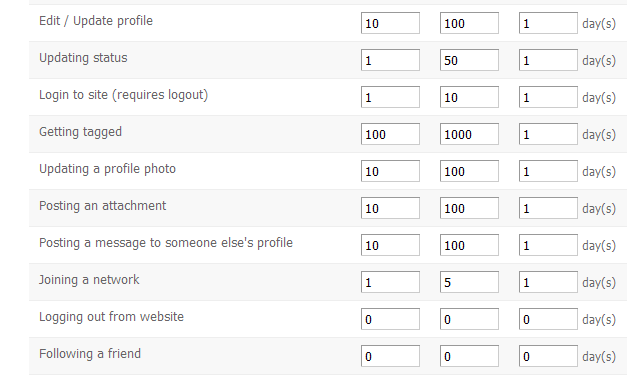 Edit / Update profile 10 100 1 day(s)
Updating status 1 50 1 day(s)
Login to site (requires logout) 1 10 1 day(s)
Getting tagged 100 1000 1 day(s)
Updating a profile photo 10 100 1 day(s)
Posting an attachment 10 100 1 day(s)
Posting a message to someone else's profile 10 100 1 day(s)
Joining a network 1 5 1 day(s)
Logging out from website 0 0 0 day(s)
Following a friend 0 0 0 day(s)